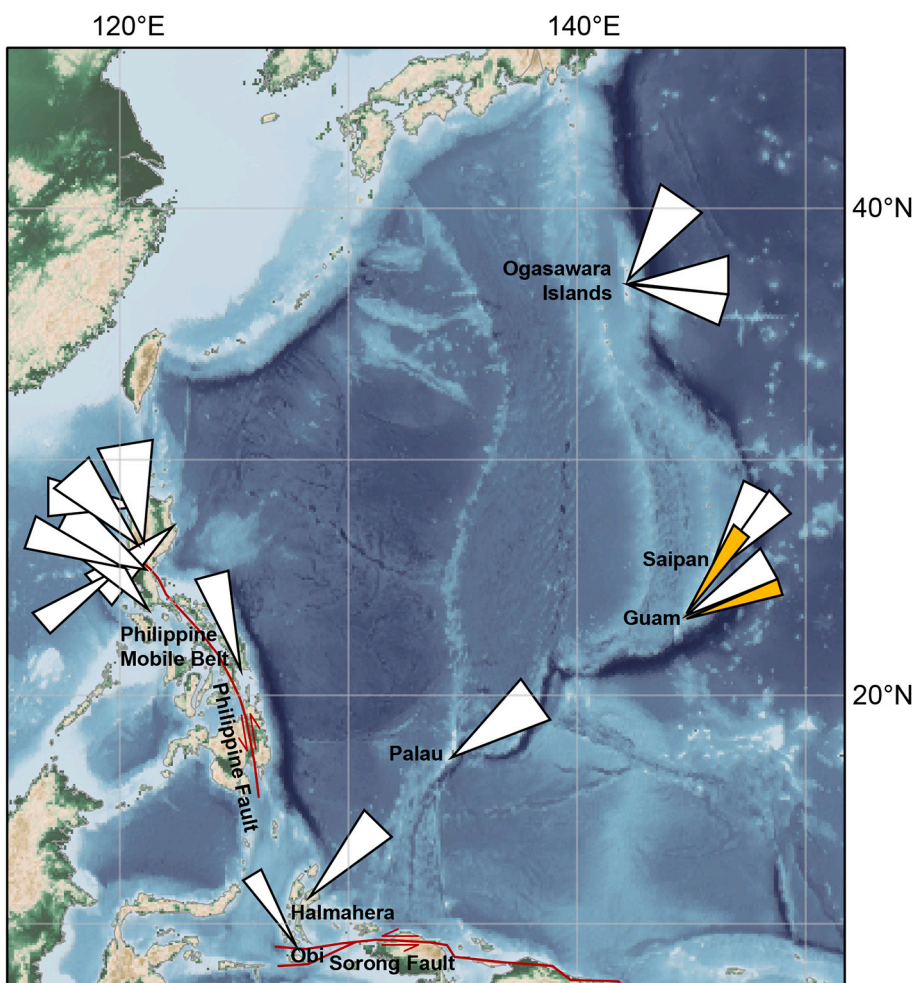 120°E
140°E
40°N
Ogasawara
Islands
Saipan
Guam
Philippine
Mobile Belt
20°N
Philippine Fault
Palau
Halmahera
Obi
Sorong Fault